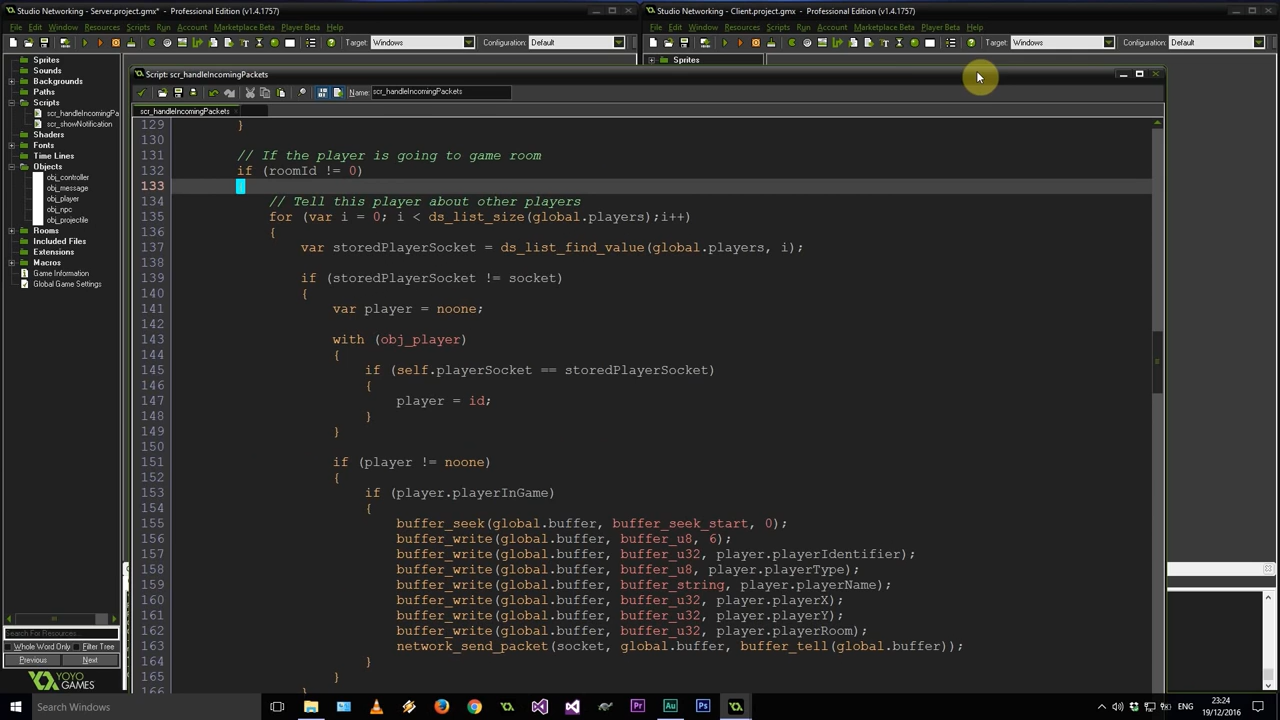 Studio Networking - Server.project.gmx* - Professional Edition (v1.4.1757)
File Edit Window Resources Scripts Run Account Marketplace Beta Player Beta Help
Target: Windows Configuration: Default
Studio Networking - Client.project.gmx - Professional Edition (v1.4.1757)
File Edit Window Resources Scripts Run Account Marketplace Beta Player Beta Help
Target: Windows Configuration: Default
Sprites
Sounds
Backgrounds
Paths
Scripts
scr_handleIncomingPa
scr_showNotification
Shaders
Fonts
Time Lines
Objects
obj_controller
obj_message
obj_player
obj_npc
obj_projectile
Rooms
Included Files
Extensions
Macros
Game Information
Global Game Settings
Search For Resources
Whole Word Only Filter Tree
Previous Next
YOYO
GAMES
Sprites
Script: scr_handleIncomingPackets
Name: scr_handleIncomingPackets
scr_handleIncomingPackets
129 }
130
131 // If the player is going to game room
132 if (roomId != 0)
133 {
134 // Tell this player about other players
135 for (var i = 0; i < ds_list_size(global.players);i++)
136 {
137 var storedPlayerSocket = ds_list_find_value(global.players, i);
138
139 if (storedPlayerSocket != socket)
140 {
141 var player = noone;
142
143 with (obj_player)
144 {
145 if (self.playerSocket == storedPlayerSocket)
146 {
147 player = id;
148 }
149 }
150
151 if (player != noone)
152 {
153 if (player.playerInGame)
154 {
155 buffer_seek(global.buffer, buffer_seek_start, 0);
156 buffer_write(global.buffer, buffer_u8, 6);
157 buffer_write(global.buffer, buffer_u32, player.playerIdentifier);
158 buffer_write(global.buffer, buffer_u8, player.playerType);
159 buffer_write(global.buffer, buffer_string, player.playerName);
160 buffer_write(global.buffer, buffer_u32, player.playerX);
161 buffer_write(global.buffer, buffer_u32, player.playerY);
162 buffer_write(global.buffer, buffer_u32, player.playerRoom);
163 network_send_packet(socket, global.buffer, buffer_tell(global.buffer));
164 }
165 }
166 }
Search Windows
Pr Au Ps
ENG
23:24
19/12/2016